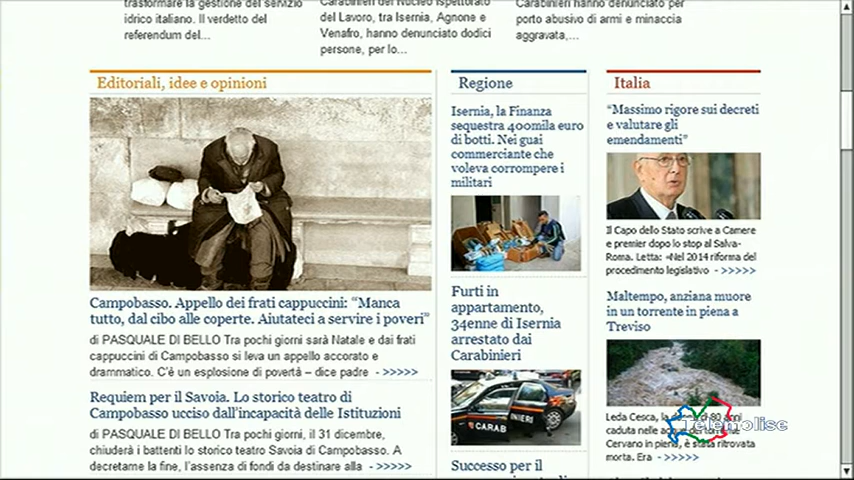 trasformare la gestione del servizio
idrico italiano. Il verdetto del
referendum del...
Carabinieri del Nucleo Ispettorato
del Lavoro, tra Isernia, Agnone e
Venafro, hanno denunciato dodici
persone, per lo...
Carabinieri hanno denunciato per
porto abusivo di armi e minaccia
aggravata,...
Editoriali, idee e opinioni
Campobasso. Appello dei frati cappuccini: “Manca
tutto, dal cibo alle coperte. Aiutateci a servire i poveri”
di PASQUALE DI BELLO Tra pochi giorni sarà Natale e dai frati
cappuccini di Campobasso si leva un appello accorato e
drammatico. C'è un esplosione di povertà – dice padre - >>>>>
Requiem per il Savoia. Lo storico teatro di
Campobasso ucciso dall'incapacità delle Istituzioni
di PASQUALE DI BELLO Tra pochi giorni, il 31 dicembre,
chiuderà i battenti lo storico teatro Savoia di Campobasso. A
decretarne la fine, l'assenza di fondi da destinare alla - >>>>>
Regione
Isernia, la Finanza
sequestra 400mila euro
di botti. Nei guai
commerciante che
voleva corrompere i
militari
Furti in
appartamento,
34enne di Isernia
arrestato dai
Carabinieri
CARABINIERI
Successo per il
Italia
“Massimo rigore sui decreti
e valutare gli
emendamenti”
Il Capo dello Stato scrive a Camere
e premier dopo lo stop al Salva-
Roma. Letta: «Nel 2014 riforma del
procedimento legislativo - >>>>>
Maltempo, anziana muore
in un torrente in piena a
Treviso
Leda Cesca, la donna di 80 anni
caduta nelle acque del torrente
Cervano in piena, è stata ritrovata
morta. Era - >>>>>
Telemolise